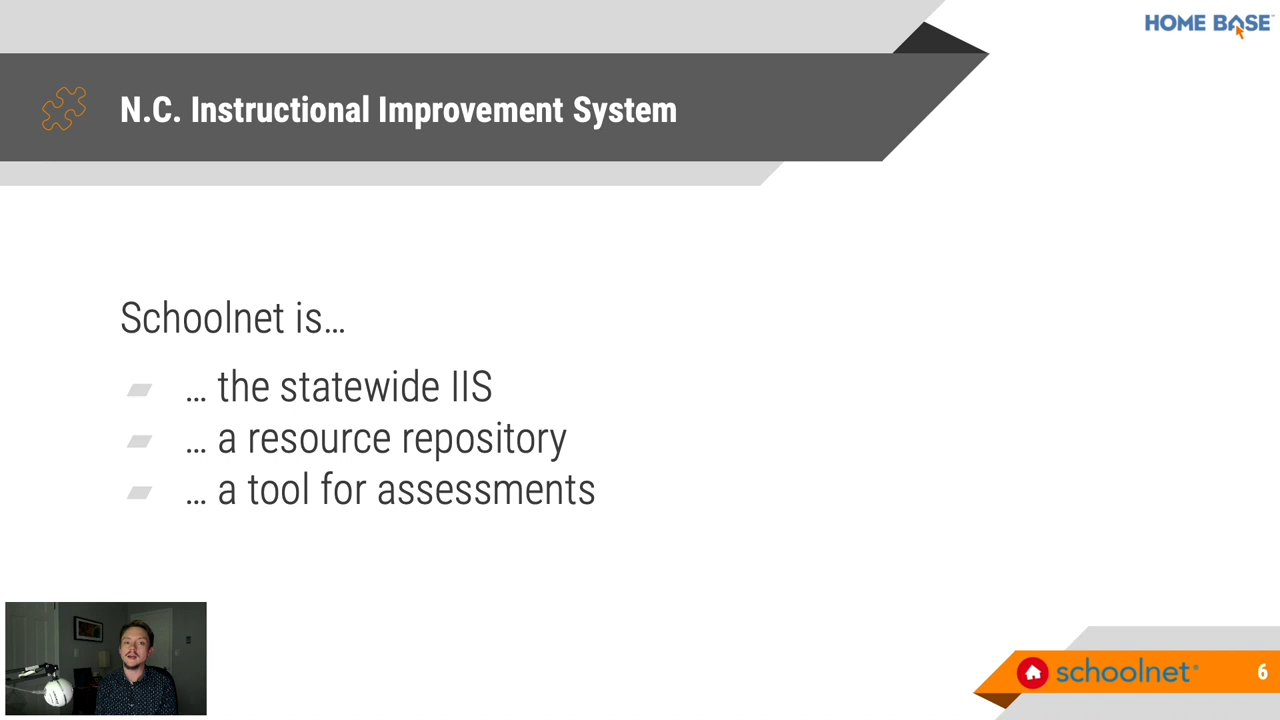 HOME BASE
N.C. Instructional Improvement System
Schoolnet is…
… the statewide IIS
… a resource repository
… a tool for assessments
schoolnet®
6